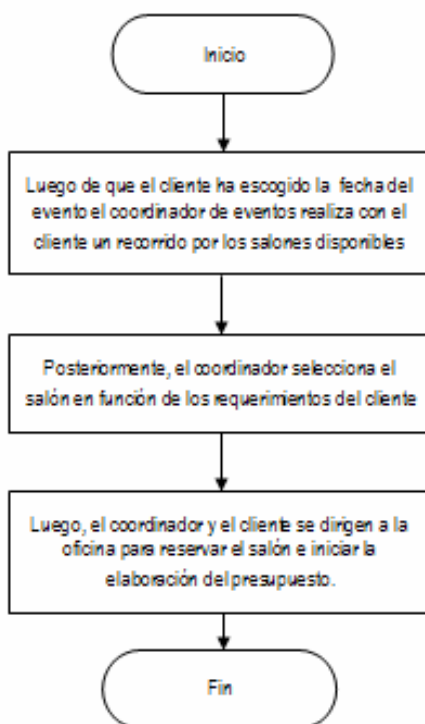 Inicio
Luego de que el cliente ha escogido la fecha del
evento el coordinador de eventos realiza con el
cliente un recorrido por los salones disponibles
Posteriormente, el coordinador selecciona el
salón en función de los requerimientos del cliente
Luego, el coordinador y el cliente se dirigen a la
oficina para reservar el salón e iniciar la
elaboración del presupuesto.
Fin